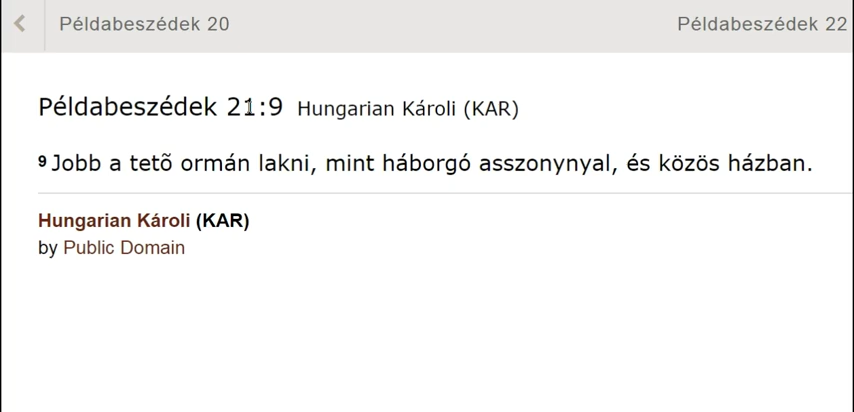 Példabeszédek 20
Példabeszédek 22
Példabeszédek 21:9 Hungarian Károli (KAR)
9 Jobb a tetõ ormán lakni, mint háborgó asszonynyal, és közös házban.
Hungarian Károli (KAR)
by Public Domain